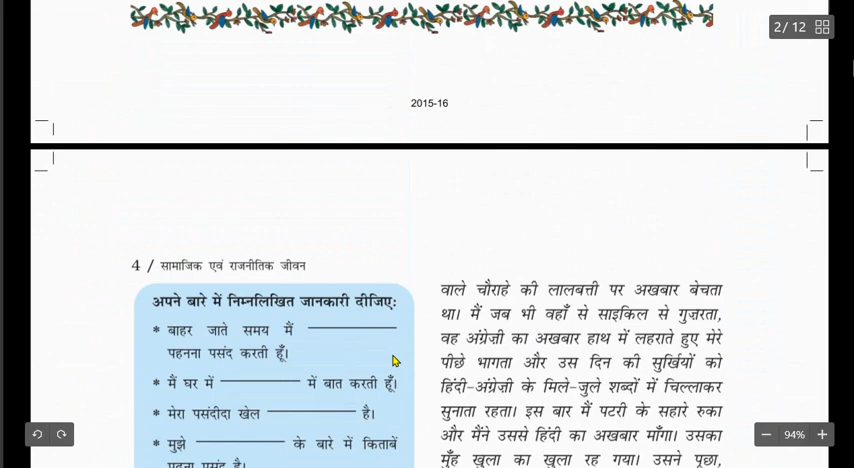 2 / 12
2015-16
4 / सामाजिक एवं राजनीतिक जीवन
अपने बारे में निम्नलिखित जानकारी दीजिए:
* बाहर जाते समय मैं
पहनना पसंद करती हूँ।
* मैं घर में में बात करती हूँ।
* मेरा पसंदीदा खेल है।
* मुझे के बारे में किताबें
पढ़ना पसंद है।
वाले चौराहे की लालबत्ती पर अखबार बेचता
था। मैं जब भी वहाँ से साइकिल से गुज़रता,
वह अंग्रेज़ी का अखबार हाथ में लहराते हुए मेरे
पीछे भागता और उस दिन की सुर्खियों को
हिंदी-अंग्रेज़ी के मिले-जुले शब्दों में चिल्लाकर
सुनाता रहता। इस बार मैं पटरी के सहारे रुका
और मैंने उससे हिंदी का अखबार माँगा। उसका
मुँह खुला का खुला रह गया। उसने पूछा,
94%